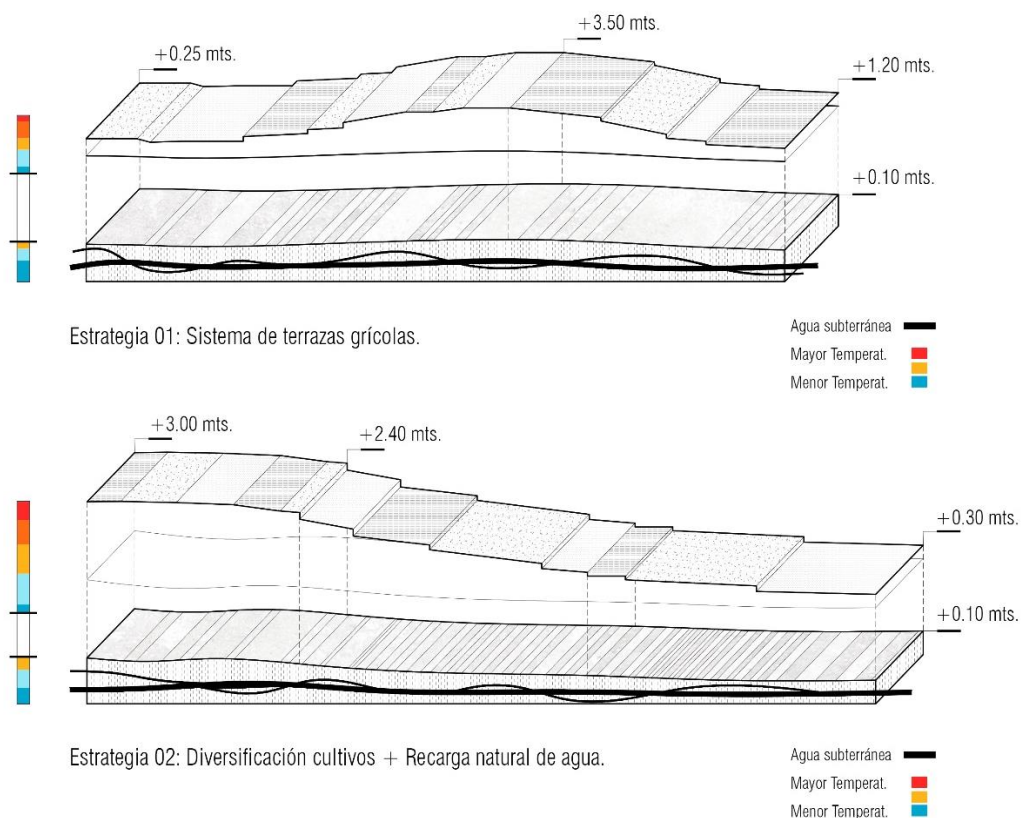 +3.50 mts.
+0.25 mts.
+1.20 mts.
+0.10 mts.
Estrategia 01: Sistema de terrazas grícolas.
Agua subterránea
Mayor Temperat.
Menor Temperat.
+3.00 mts.
+2.40 mts.
+0.30 mts.
+0.10 mts.
Estrategia 02: Diversificación cultivos + Recarga natural de agua.
Agua subterránea
Mayor Temperat.
Menor Temperat.